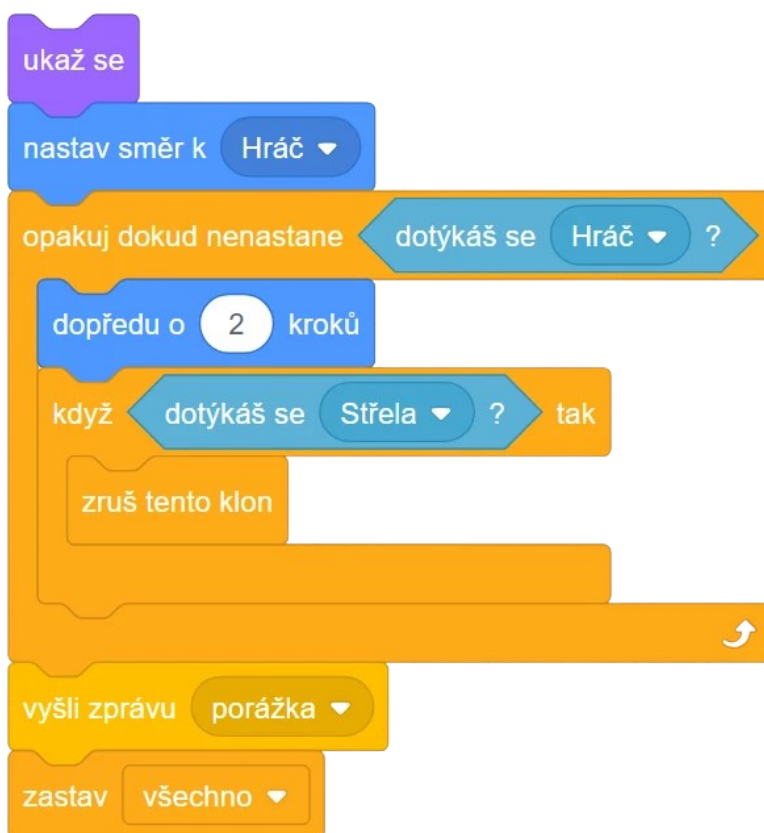 ukaž se
nastav směr k Hráč
opakuj dokud nenastane dotýkáš se Hráč ?
dopředu o 2 kroků
když dotýkáš se Střela ? tak
zruš tento klon
vyšli zprávu porážka
zastav všechno